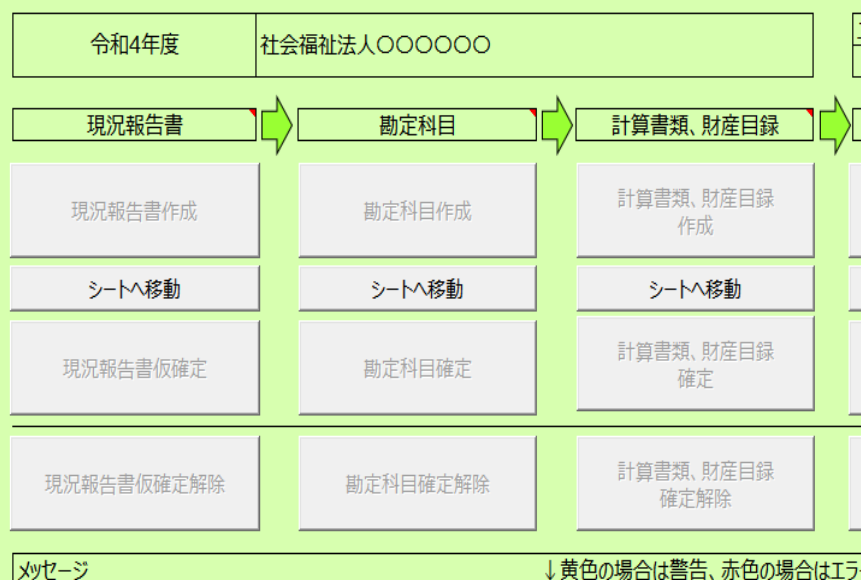 令和4年度
社会福祉法人〇〇〇〇〇〇
現況報告書
勘定科目
計算書類、財産目録
現況報告書作成
勘定科目作成
計算書類、財産目録
作成
シートへ移動
シートへ移動
シートへ移動
現況報告書仮確定
勘定科目確定
計算書類、財産目録
確定
現況報告書仮確定解除
勘定科目確定解除
計算書類、財産目録
確定解除
メッセージ
↓黄色の場合は警告、赤色の場合はエラ